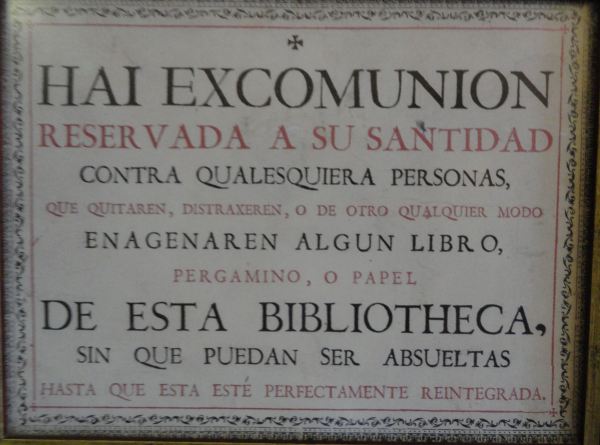 HAI EXCOMUNION
RESERVADA A SU SANTIDAD
CONTRA QUALESQUIERA PERSONAS,
QUE QUITAREN, DISTRAXEREN, O DE OTRO QUALQUIER MODO
ENAGENAREN ALGUN LIBRO,
PERGAMINO, O PAPEL
DE ESTA BIBLIOTHECA,
SIN QUE PUEDAN SER ABSUELTAS
HASTA QUE ESTA ESTÉ PERFECTAMENTE REINTEGRADA.